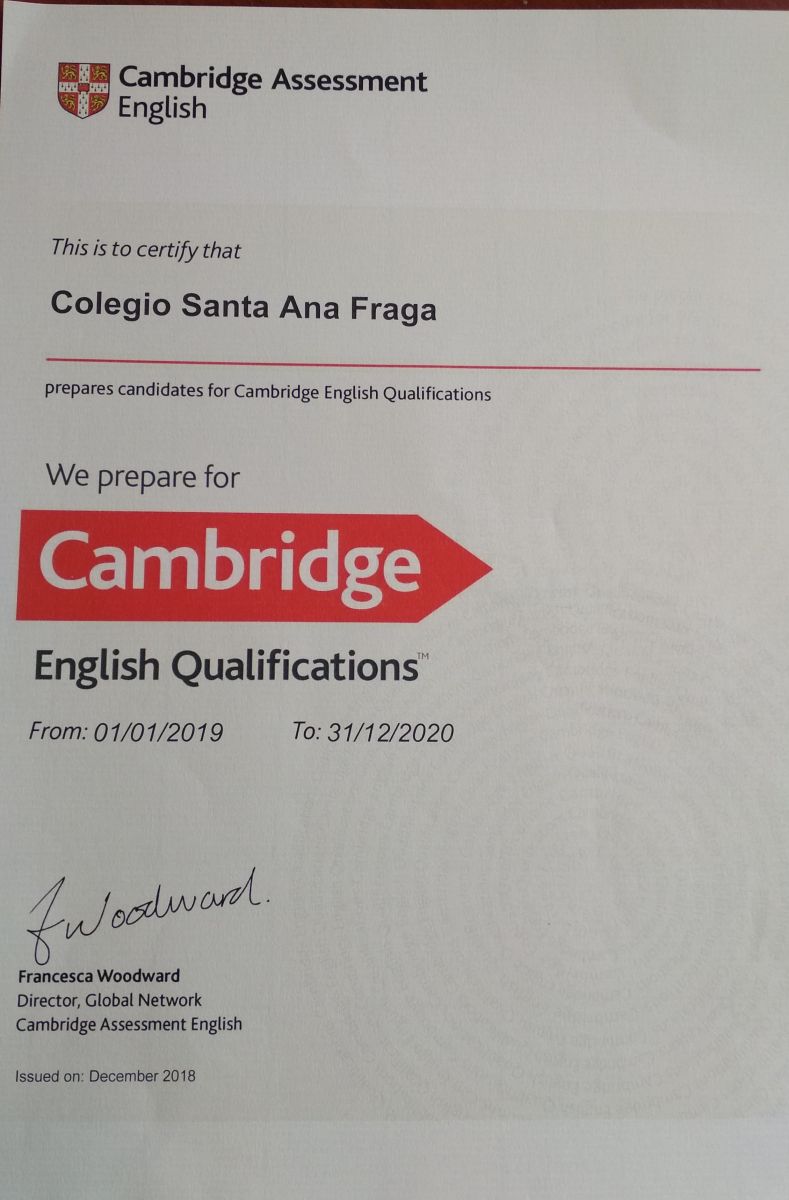 Cambridge Assessment
English
This is to certify that
Colegio Santa Ana Fraga
prepares candidates for Cambridge English Qualifications
We prepare for
Cambridge
English Qualifications™
From: 01/01/2019 To: 31/12/2020
F Woodward.
Francesca Woodward
Director, Global Network
Cambridge Assessment English
Issued on: December 2018